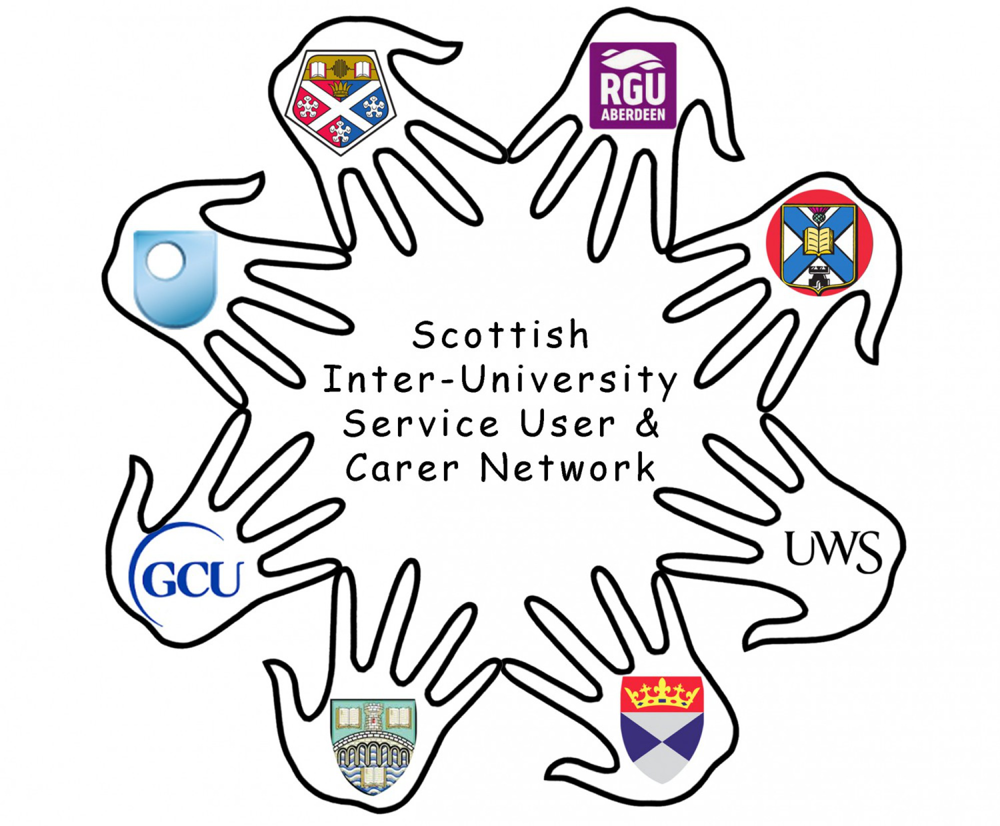 RGU
ABERDEEN
Scottish
Inter-University
Service User &
Carer Network
UWS
GCU